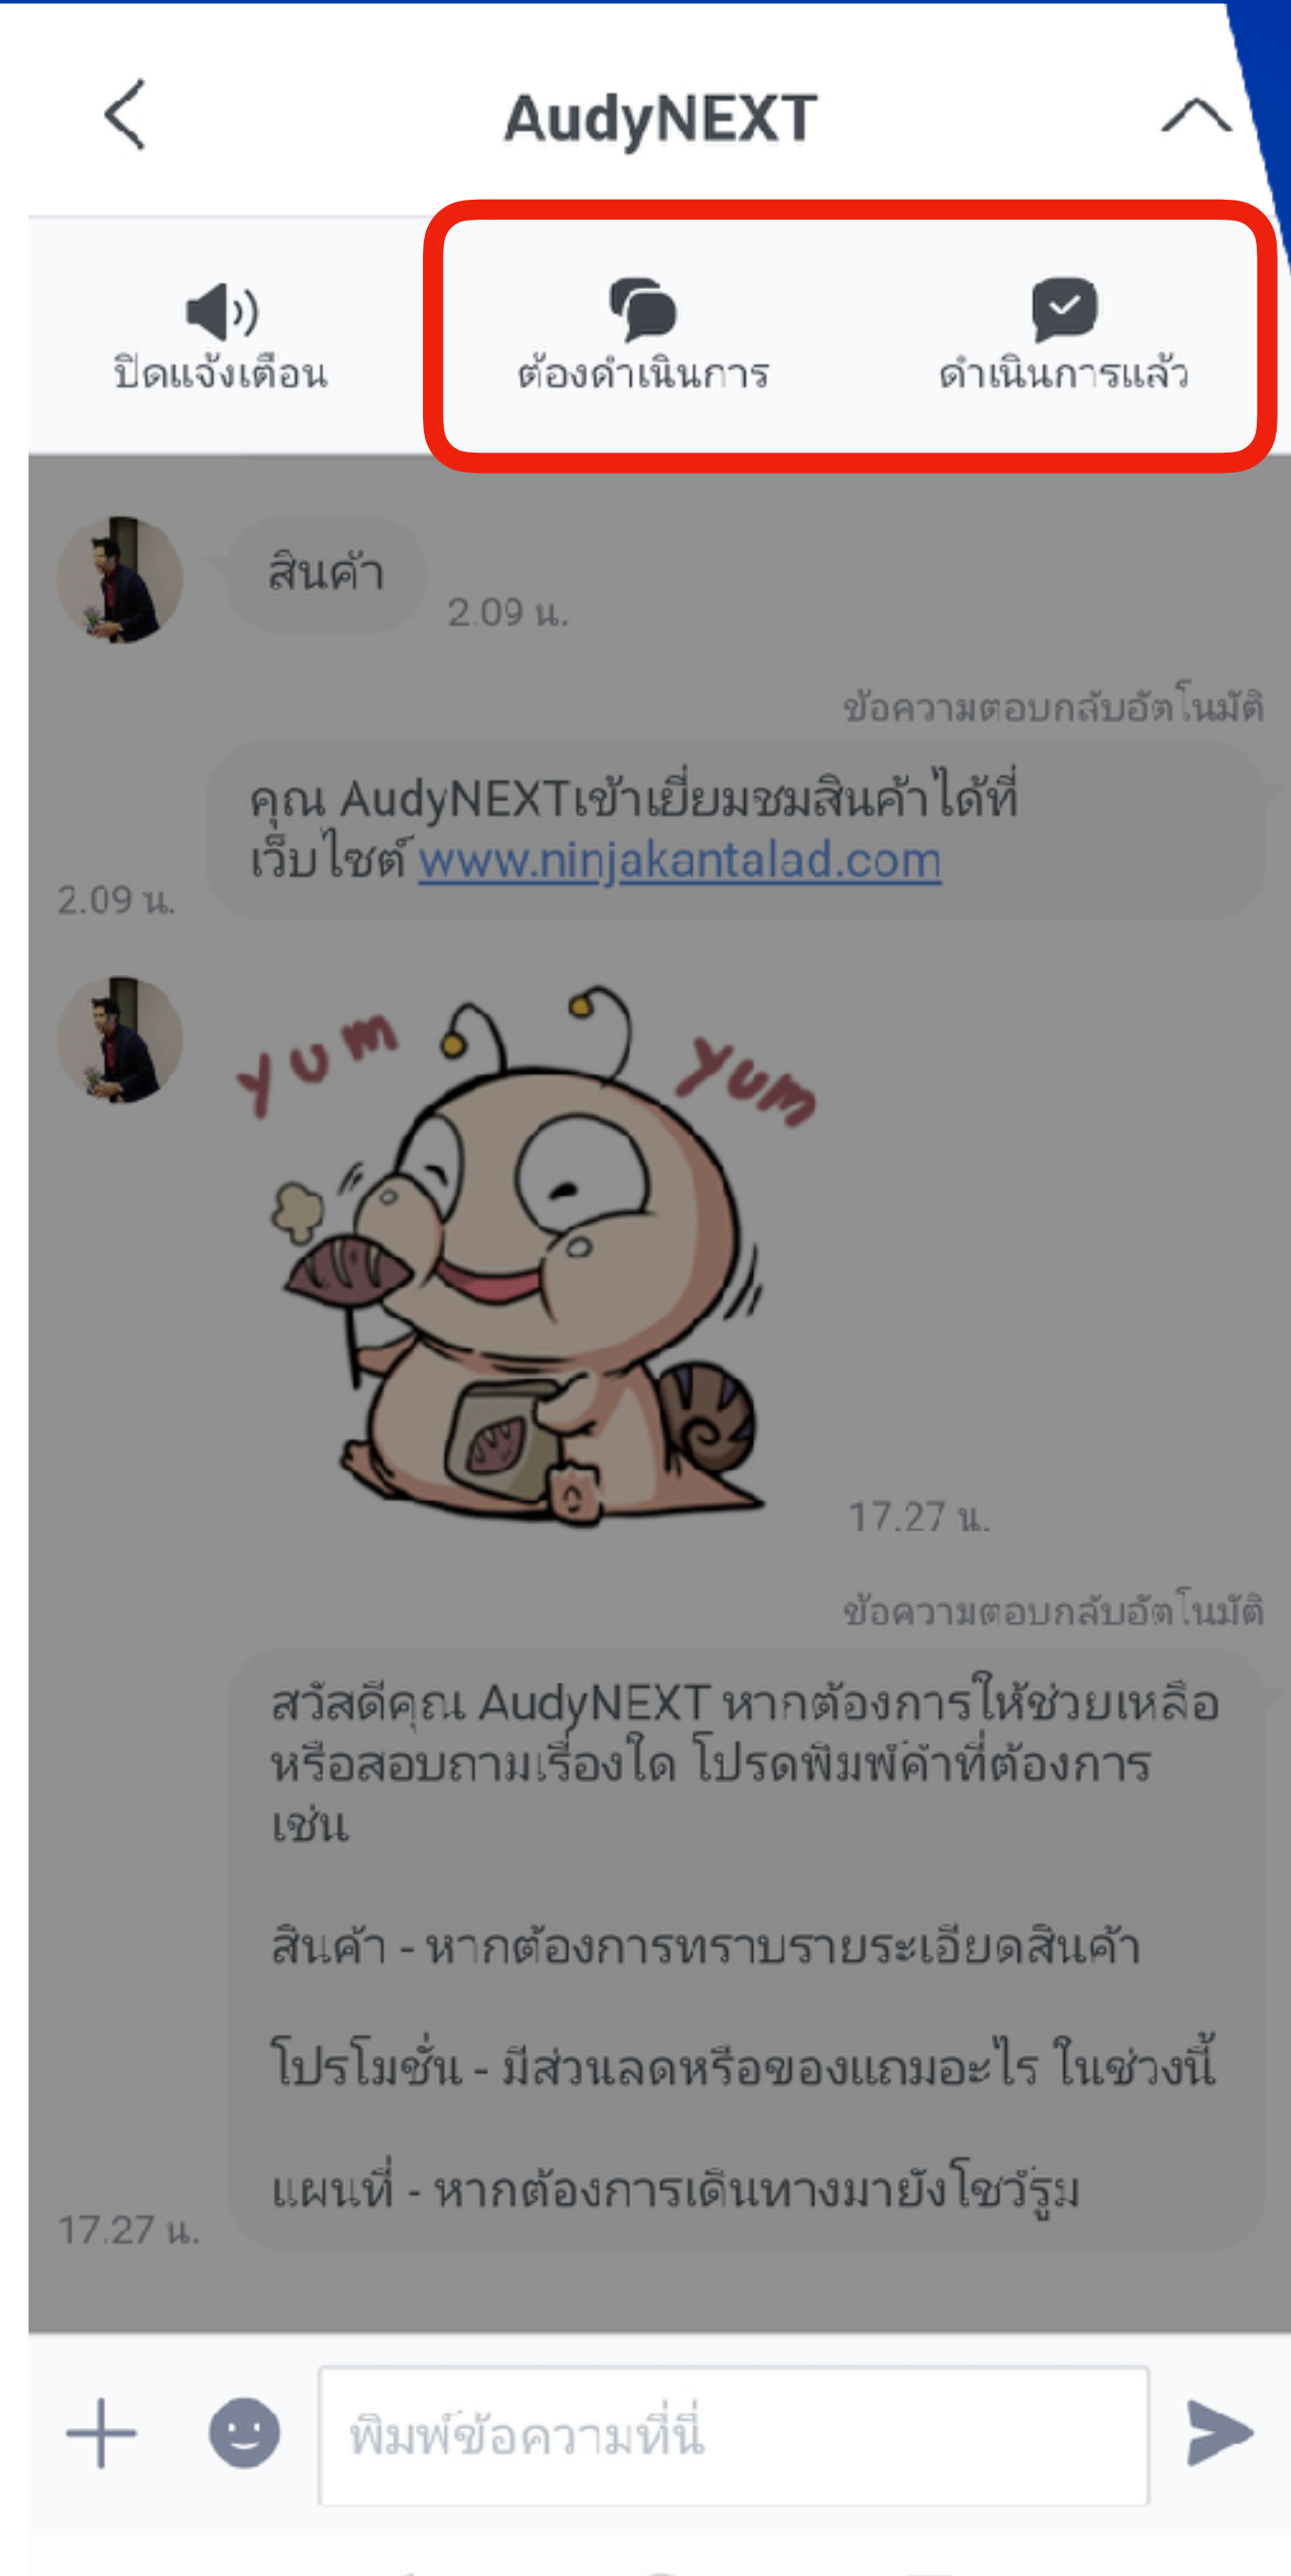 AudyNEXT
ปิดแจ้งเตือน
ต้องดำเนินการ
ดำเนินการแล้ว
สินค้า
2.09 น.
ข้อความตอบกลับอัตโนมัติ
คุณ AudyNEXTเข้าเยี่ยมชมสินค้าได้ที่
เว็บไซต์ www.ninjakantalad.com
2.09 น.
YUM
YUM
17.27 น.
ข้อความตอบกลับอัตโนมัติ
สวัสดีคุณ AudyNEXT หากต้องการให้ช่วยเหลือ
หรือสอบถามเรื่องใด โปรดพิมพ์คำที่ต้องการ
เช่น
สินค้า - หากต้องการทราบรายระเอียดสินค้า
โปรโมชั่น - มีส่วนลดหรือของแถมอะไร ในช่วงนี้
แผนที่ - หากต้องการเดินทางมายังโชว์รูม
17.27 น.
พิมพ์ข้อความที่นี่